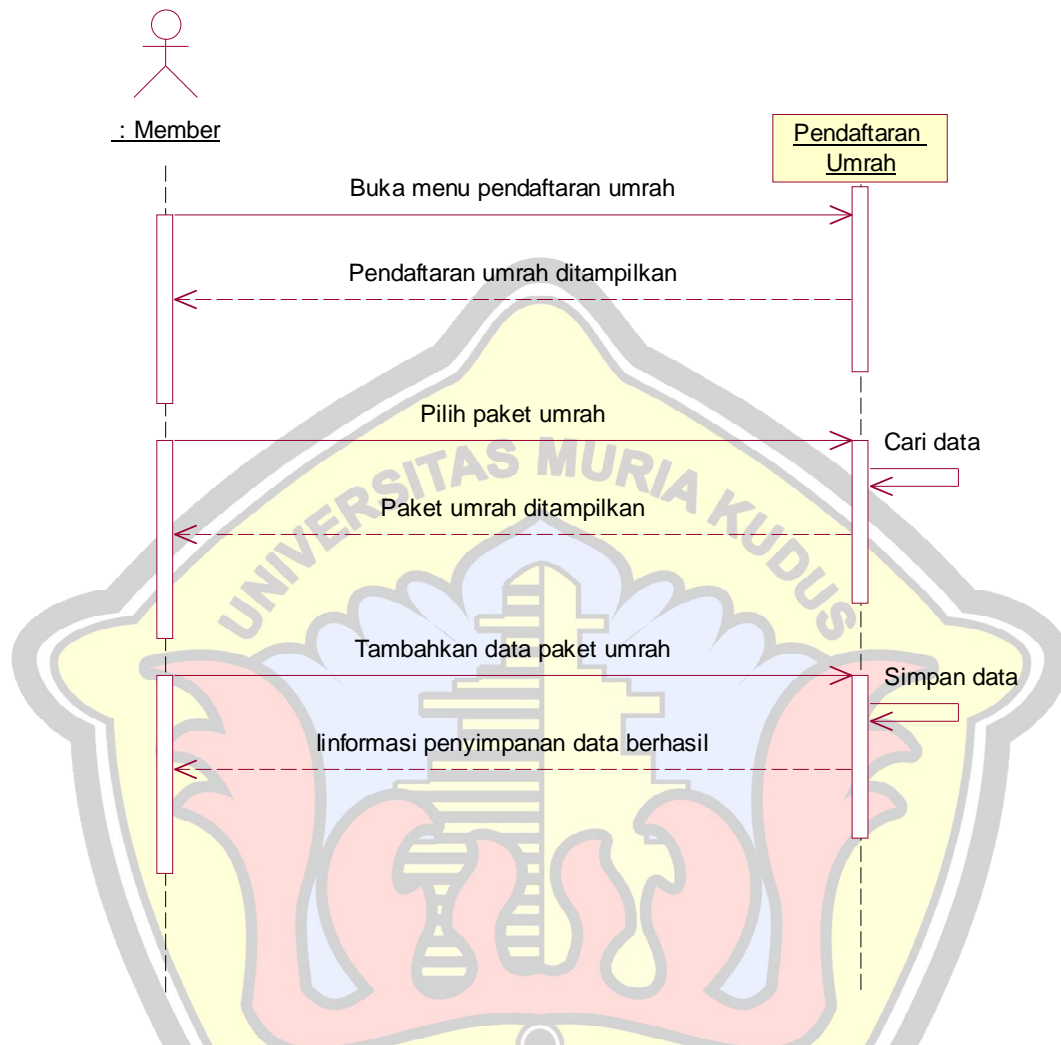 : Member
Pendaftaran
Umrah
Buka menu pendaftaran umrah
Pendaftaran umrah ditampilkan
Pilih paket umrah
Cari data
UNIVERSITAS MURIA KUDUS
Paket umrah ditampilkan
Tambahkan data paket umrah
Simpan data
Iinformasi penyimpanan data berhasil